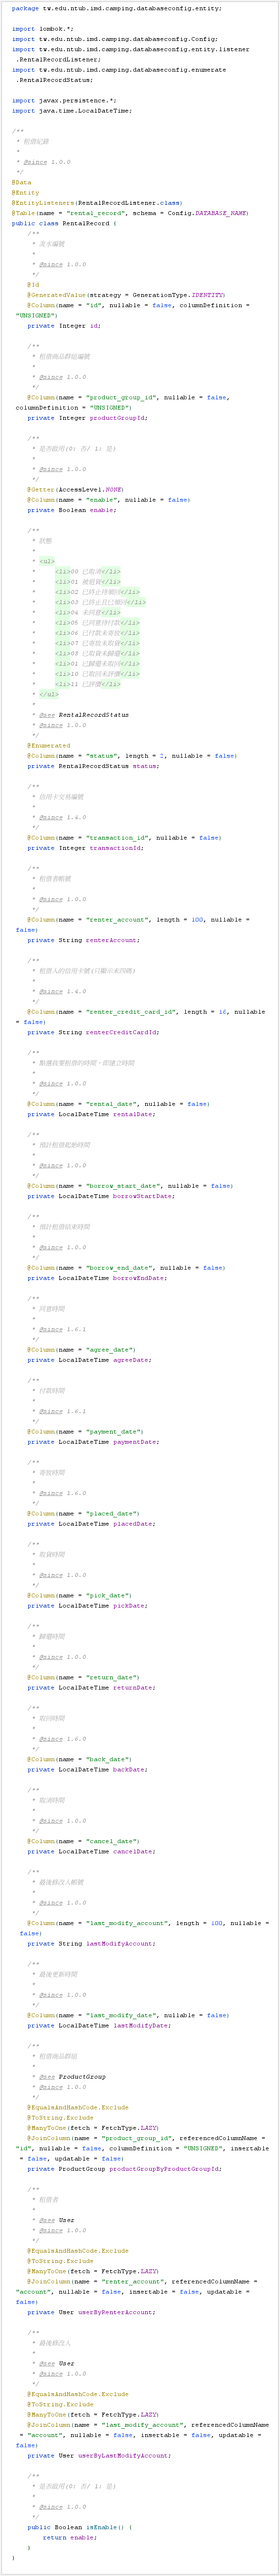 package tw.edu.ntub.imd.camping.databaseconfig.entity;
import lombok.*;
import tw.edu.ntub.imd.camping.databaseconfig.Config;
import tw.edu.ntub.imd.camping.databaseconfig.entity.listener
.RentalRecordListener;
import tw.edu.ntub.imd.camping.databaseconfig.enumerate
.RentalRecordStatus;
import javax.persistence.*;
import java.time.LocalDateTime;
/**
* 租借紀錄
*
* @since 1.0.0
*/
@Data
@Entity
@EntityListeners(RentalRecordListener.class)
@Table(name = "rental_record", schema = Config.DATABASE_NAME)
public class RentalRecord {
/**
* 流水編號
*
* @since 1.0.0
*/
@Id
@GeneratedValue(strategy = GenerationType.IDENTITY)
@Column(name = "id", nullable = false, columnDefinition =
"UNSIGNED")
private Integer id;
/**
* 租借商品群組編號
*
* @since 1.0.0
*/
@Column(name = "product_group_id", nullable = false,
columnDefinition = "UNSIGNED")
private Integer productGroupId;
/**
* 是否啟用(0: 否/ 1: 是)
*
* @since 1.0.0
*/
@Getter(AccessLevel.NONE)
@Column(name = "enable", nullable = false)
private Boolean enable;
/**
* 狀態
*
* <ul>
* <li>00 已取消</li>
* <li>01 被退貨</li>
* <li>02 已終止待歸回</li>
* <li>03 已終止且已歸回</li>
* <li>04 未同意</li>
* <li>05 已同意待付款</li>
* <li>06 已付款未寄放</li>
* <li>07 已寄放未取貨</li>
* <li>08 已取貨未歸還</li>
* <li>01 已歸還未取回</li>
* <li>10 已取回未評價</li>
* <li>11 已評價</li>
* </ul>
*
* @see RentalRecordStatus
* @since 1.0.0
*/
@Enumerated
@Column(name = "status", length = 2, nullable = false)
private RentalRecordStatus status;
/**
* 信用卡交易編號
*
* @since 1.4.0
*/
@Column(name = "transaction_id", nullable = false)
private Integer transactionId;
/**
* 租借者帳號
*
* @since 1.0.0
*/
@Column(name = "renter_account", length = 100, nullable =
false)
private String renterAccount;
/**
* 租借人的信用卡號(只顯示末四碼)
*
* @since 1.4.0
*/
@Column(name = "renter_credit_card_id", length = 16, nullable
= false)
private String renterCreditCardId;
/**
* 點選我要租借的時間，即建立時間
*
* @since 1.0.0
*/
@Column(name = "rental_date", nullable = false)
private LocalDateTime rentalDate;
/**
* 預計租借起始時間
*
* @since 1.0.0
*/
@Column(name = "borrow_start_date", nullable = false)
private LocalDateTime borrowStartDate;
/**
* 預計租借結束時間
*
* @since 1.0.0
*/
@Column(name = "borrow_end_date", nullable = false)
private LocalDateTime borrowEndDate;
/**
* 同意時間
*
* @since 1.6.1
*/
@Column(name = "agree_date")
private LocalDateTime agreeDate;
/**
* 付款時間
*
* @since 1.6.1
*/
@Column(name = "payment_date")
private LocalDateTime paymentDate;
/**
* 寄放時間
*
* @since 1.6.0
*/
@Column(name = "placed_date")
private LocalDateTime placedDate;
/**
* 取貨時間
*
* @since 1.0.0
*/
@Column(name = "pick_date")
private LocalDateTime pickDate;
/**
* 歸還時間
*
* @since 1.0.0
*/
@Column(name = "return_date")
private LocalDateTime returnDate;
/**
* 取回時間
*
* @since 1.6.0
*/
@Column(name = "back_date")
private LocalDateTime backDate;
/**
* 取消時間
*
* @since 1.0.0
*/
@Column(name = "cancel_date")
private LocalDateTime cancelDate;
/**
* 最後修改人帳號
*
* @since 1.0.0
*/
@Column(name = "last_modify_account", length = 100, nullable =
false)
private String lastModifyAccount;
/**
* 最後更新時間
*
* @since 1.0.0
*/
@Column(name = "last_modify_date", nullable = false)
private LocalDateTime lastModifyDate;
/**
* 租借商品群組
*
* @see ProductGroup
* @since 1.0.0
*/
@EqualsAndHashCode.Exclude
@ToString.Exclude
@ManyToOne(fetch = FetchType.LAZY)
@JoinColumn(name = "product_group_id", referencedColumnName =
"id", nullable = false, columnDefinition = "UNSIGNED", insertable
= false, updatable = false)
private ProductGroup productGroupByProductGroupId;
/**
* 租借者
*
* @see User
* @since 1.0.0
*/
@EqualsAndHashCode.Exclude
@ToString.Exclude
@ManyToOne(fetch = FetchType.LAZY)
@JoinColumn(name = "renter_account", referencedColumnName =
"account", nullable = false, insertable = false, updatable =
false)
private User userByRenterAccount;
/**
* 最後修改人
*
* @see User
* @since 1.0.0
*/
@EqualsAndHashCode.Exclude
@ToString.Exclude
@ManyToOne(fetch = FetchType.LAZY)
@JoinColumn(name = "last_modify_account", referencedColumnName
= "account", nullable = false, insertable = false, updatable =
false)
private User userByLastModifyAccount;
/**
* 是否啟用(0: 否/ 1: 是)
*
* @since 1.0.0
*/
public Boolean isEnable() {
return enable;
}
}